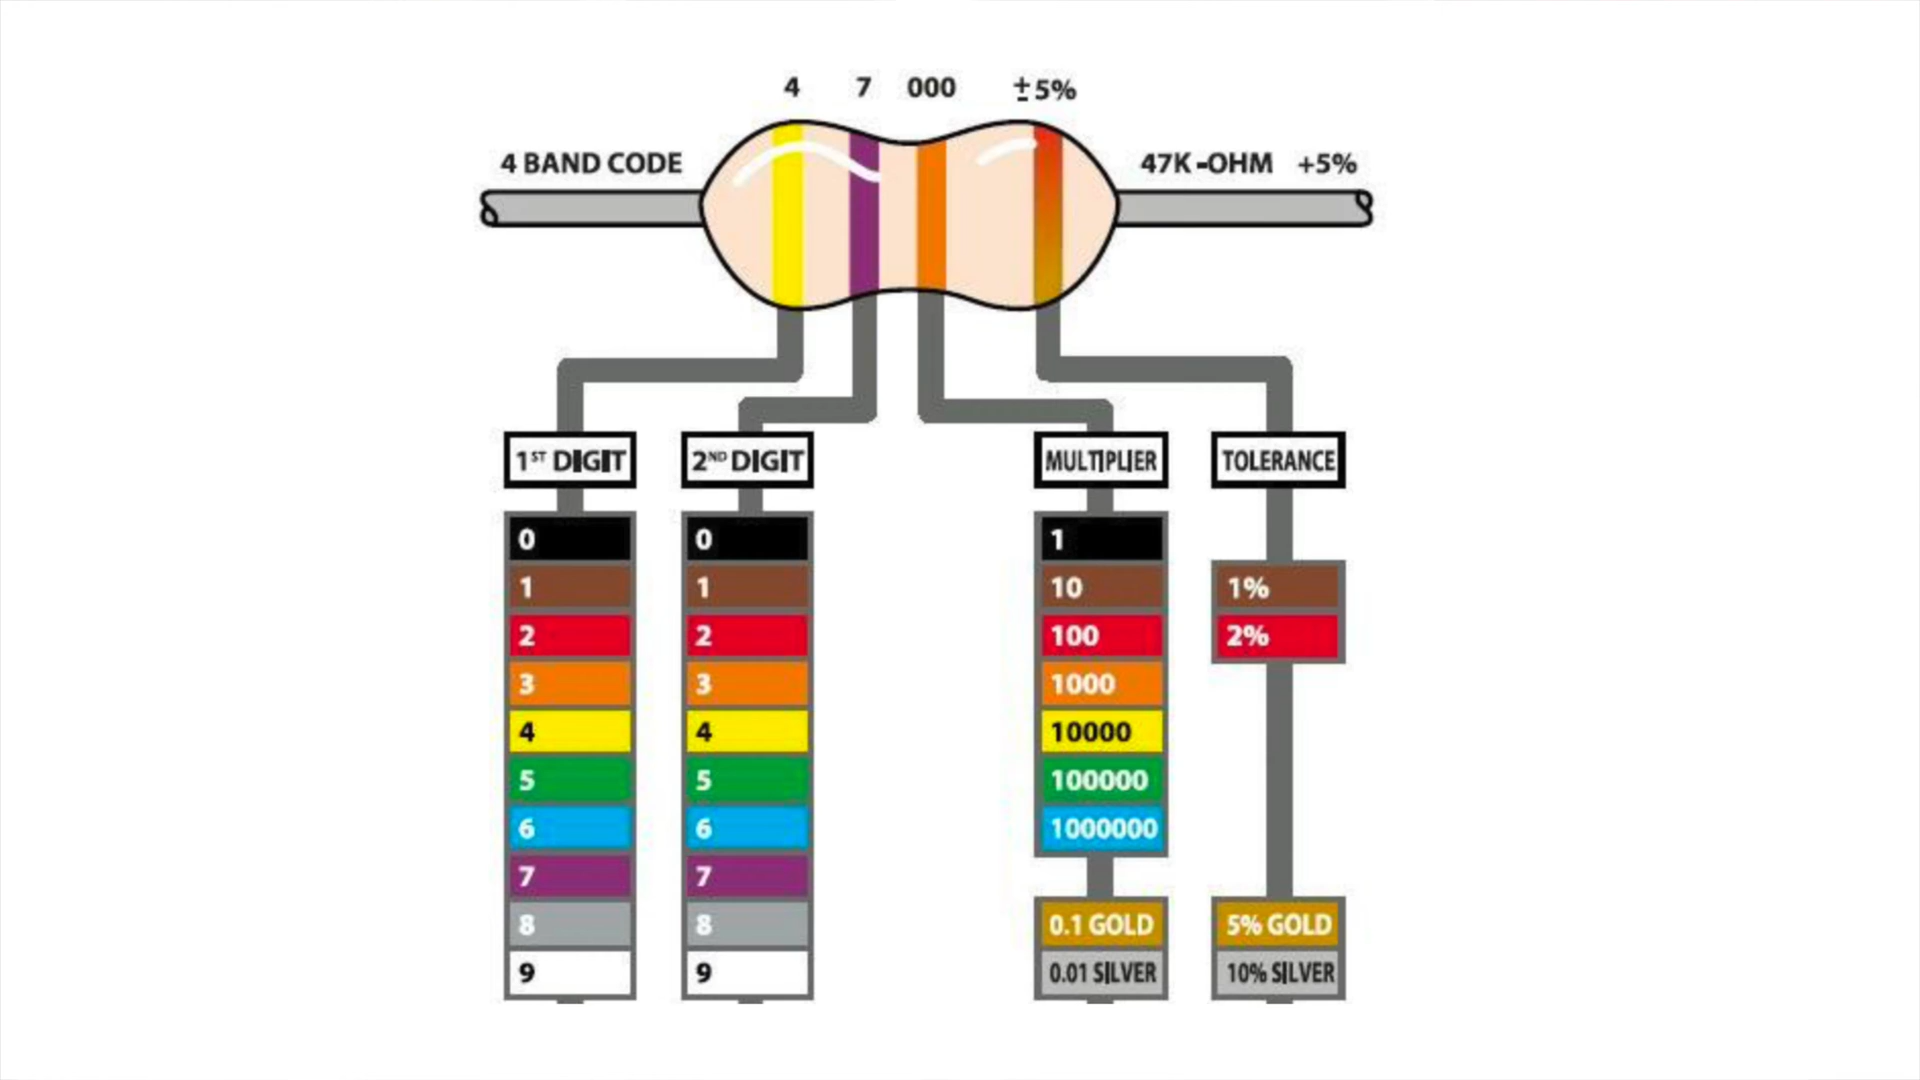 4 7 000 ±5%
4 BAND CODE
47K-OHM +5%
1ST DIGIT
2ND DIGIT
MULTIPLIER
TOLERANCE
0 0 1
1 1 10 1%
2 2 100 2%
3 3 1000
4 4 10000
5 5 100000
6 6 1000000
7 7
8 8 0.1 GOLD 5% GOLD
9 9 0.01 SILVER 10% SILVER